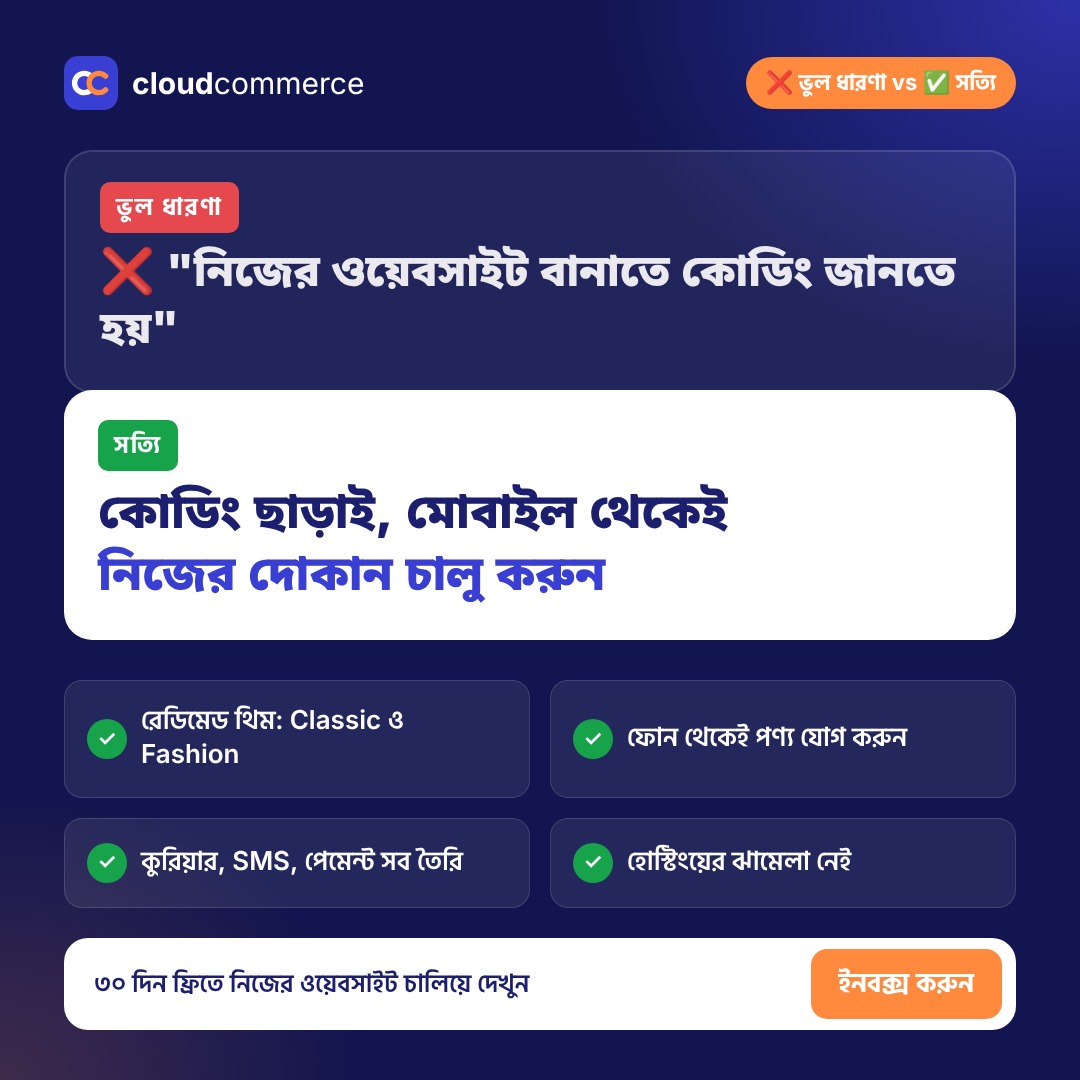 cloudcommerce
❌ ভুল ধারণা vs ✅ সত্যি
ভুল ধারণা
❌ "নিজের ওয়েবসাইট বানাতে কোডিং জানতে
হয়"
সত্যি
কোডিং ছাড়াই, মোবাইল থেকেই
নিজের দোকান চালু করুন
রেডিমেড থিম: Classic ও
Fashion
ফোন থেকেই পণ্য যোগ করুন
কুরিয়ার, SMS, পেমেন্ট সব তৈরি
হোস্টিংয়ের ঝামেলা নেই
৩০ দিন ফ্রিতে নিজের ওয়েবসাইট চালিয়ে দেখুন
ইনবক্স করুন